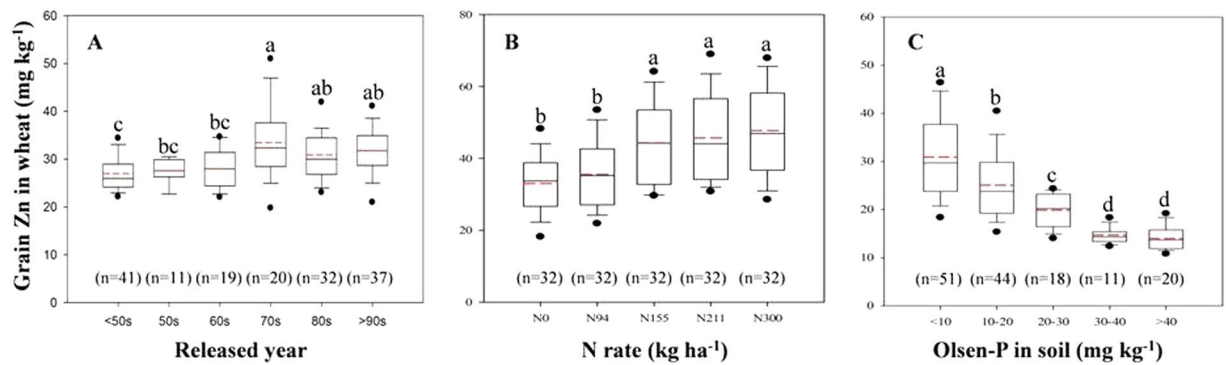 Grain Zn in wheat (mg kg-1)
A
60
50
40
30
20
10
0
c
bc
bc
a
ab
ab
(n=41) (n=11) (n=19) (n=20) (n=32) (n=37)
<50s 50s 60s 70s 80s >90s
Released year
B
80
60
40
20
0
b
b
a
a
a
(n=32) (n=32) (n=32) (n=32) (n=32)
N0 N94 N155 N211 N300
N rate (kg ha-1)
C
60
50
40
30
20
10
0
a
b
c
d
d
(n=51) (n=44) (n=18) (n=11) (n=20)
<10 10-20 20-30 30-40 >40
Olsen-P in soil (mg kg-1)